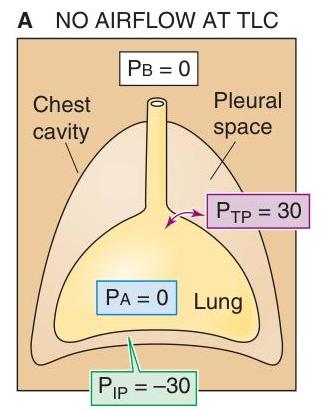 A NO AIRFLOW AT TLC
PB = 0
Chest
cavity
Pleural
space
PTP = 30
PA = 0
Lung
PIP = –30